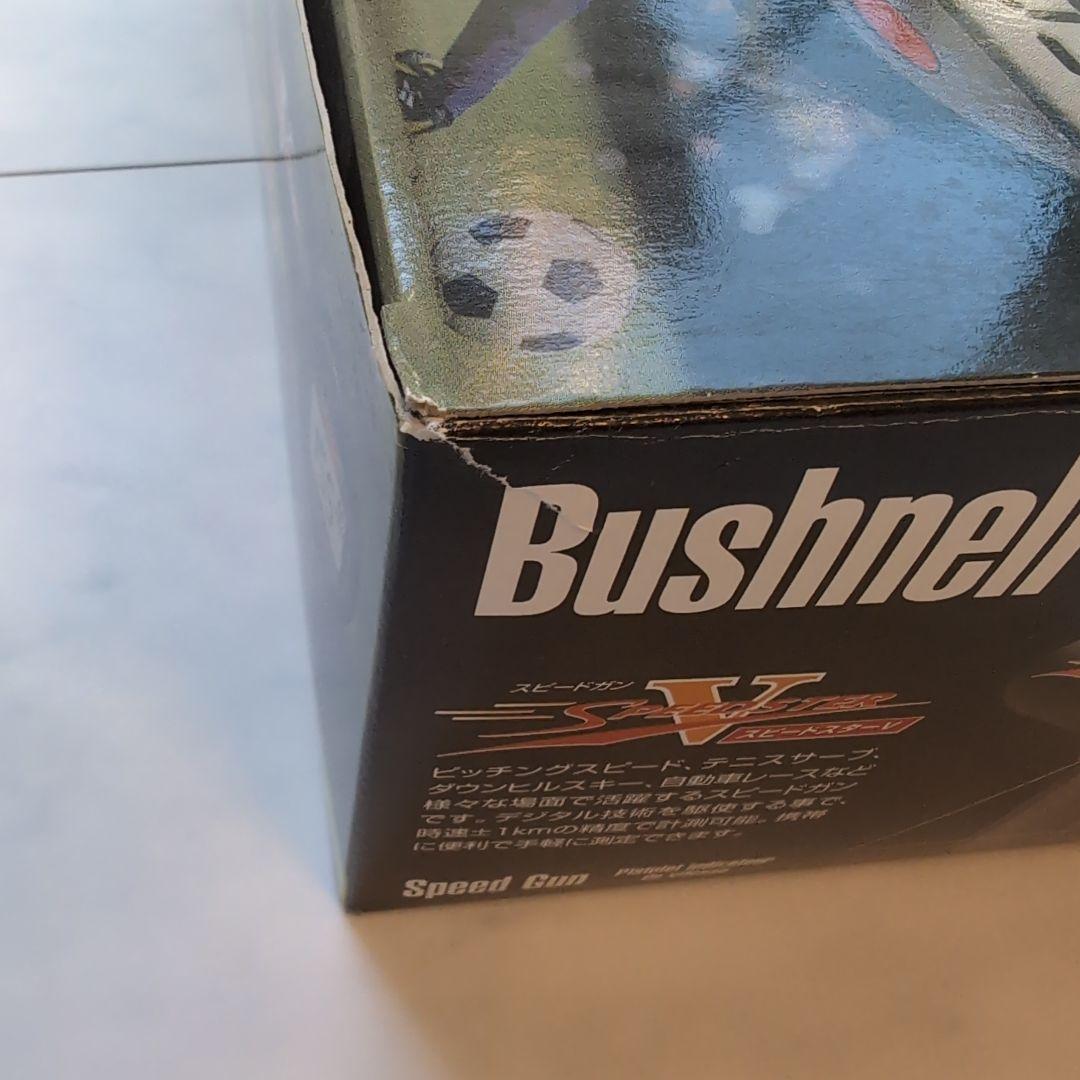 Bushnell
スピードガン
SPEEDSTER
V
スピードスターV
ピッチングスピード、テニスサーブ、
ダウンヒルスキー、自動車レースなど
様々な場面で活躍するスピードガン
です。デジタル技術を駆使する事で、
時速±1kmの精度で計測可能。携帯
に便利で手軽に測定できます。
Speed Gun
Pistolet indicateur
de vitesse